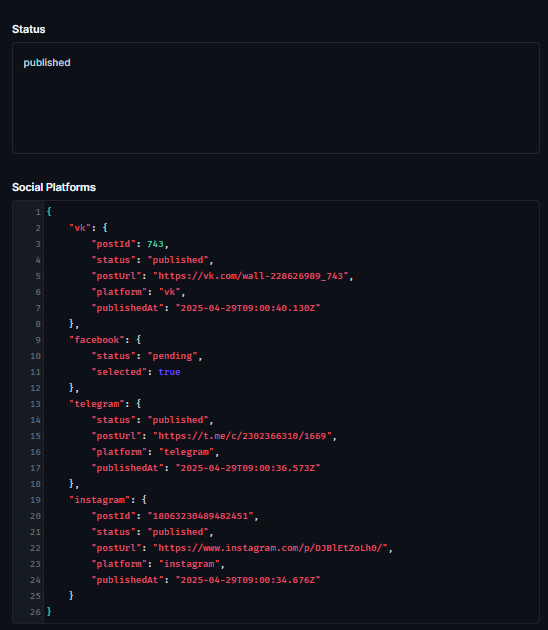 Status
published
Social Platforms
1 {
2     "vk": {
3         "postId": 743,
4         "status": "published",
5         "postUrl": "https://vk.com/wall-228626989_743",
6         "platform": "vk",
7         "publishedAt": "2025-04-29T09:00:40.130Z"
8     },
9     "facebook": {
10         "status": "pending",
11         "selected": true
12     },
13     "telegram": {
14         "status": "published",
15         "postUrl": "https://t.me/c/2302366310/1669",
16         "platform": "telegram",
17         "publishedAt": "2025-04-29T09:00:36.573Z"
18     },
19     "instagram": {
20         "postId": "18063230489482451",
21         "status": "published",
22         "postUrl": "https://www.instagram.com/p/DJBlEtZoLh0/",
23         "platform": "instagram",
24         "publishedAt": "2025-04-29T09:00:34.676Z"
25     }
26 }